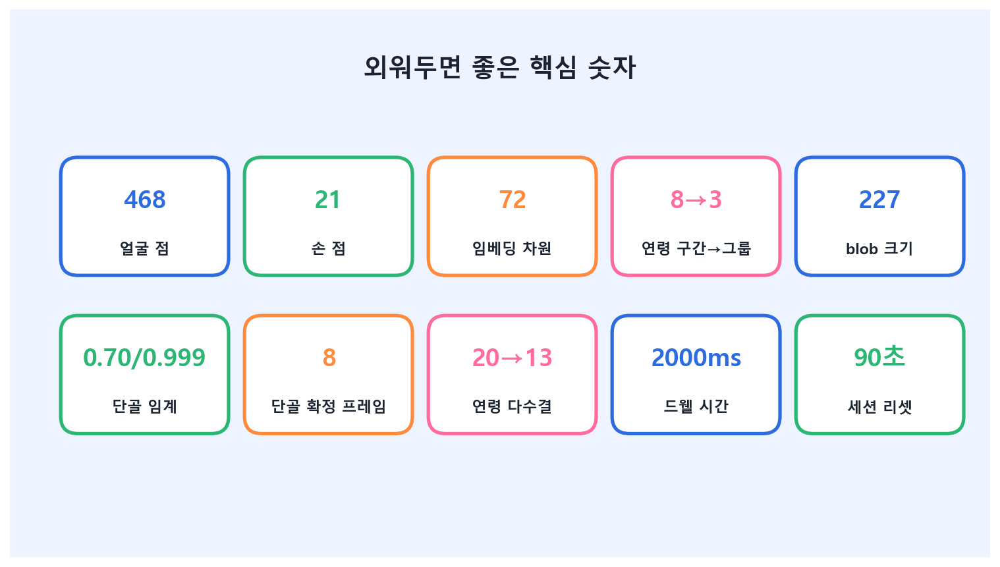 외워두면 좋은 핵심 숫자
468
얼굴 점
21
손 점
72
임베딩 차원
8→3
연령 구간→그룹
227
blob 크기
0.70/0.999
단골 임계
8
단골 확정 프레임
20→13
연령 다수결
2000ms
드웰 시간
90초
세션 리셋